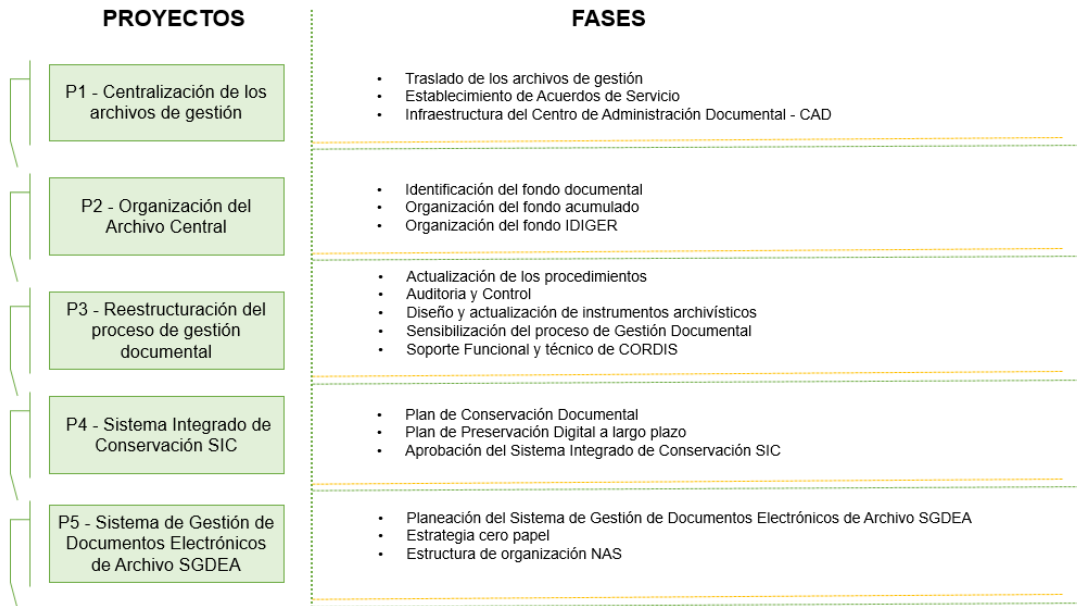 PROYECTOS
FASES
P1 - Centralización de los
archivos de gestión
• Traslado de los archivos de gestión
• Establecimiento de Acuerdos de Servicio
• Infraestructura del Centro de Administración Documental - CAD
P2 - Organización del
Archivo Central
• Identificación del fondo documental
• Organización del fondo acumulado
• Organización del fondo IDIGER
P3 - Reestructuración del
proceso de gestión
documental
• Actualización de los procedimientos
• Auditoria y Control
• Diseño y actualización de instrumentos archivísticos
• Sensibilización del proceso de Gestión Documental
• Soporte Funcional y técnico de CORDIS
P4 - Sistema Integrado de
Conservación SIC
• Plan de Conservación Documental
• Plan de Preservación Digital a largo plazo
• Aprobación del Sistema Integrado de Conservación SIC
P5 - Sistema de Gestión de
Documentos Electrónicos
de Archivo SGDEA
• Planeación del Sistema de Gestión de Documentos Electrónicos de Archivo SGDEA
• Estrategia cero papel
• Estructura de organización NAS